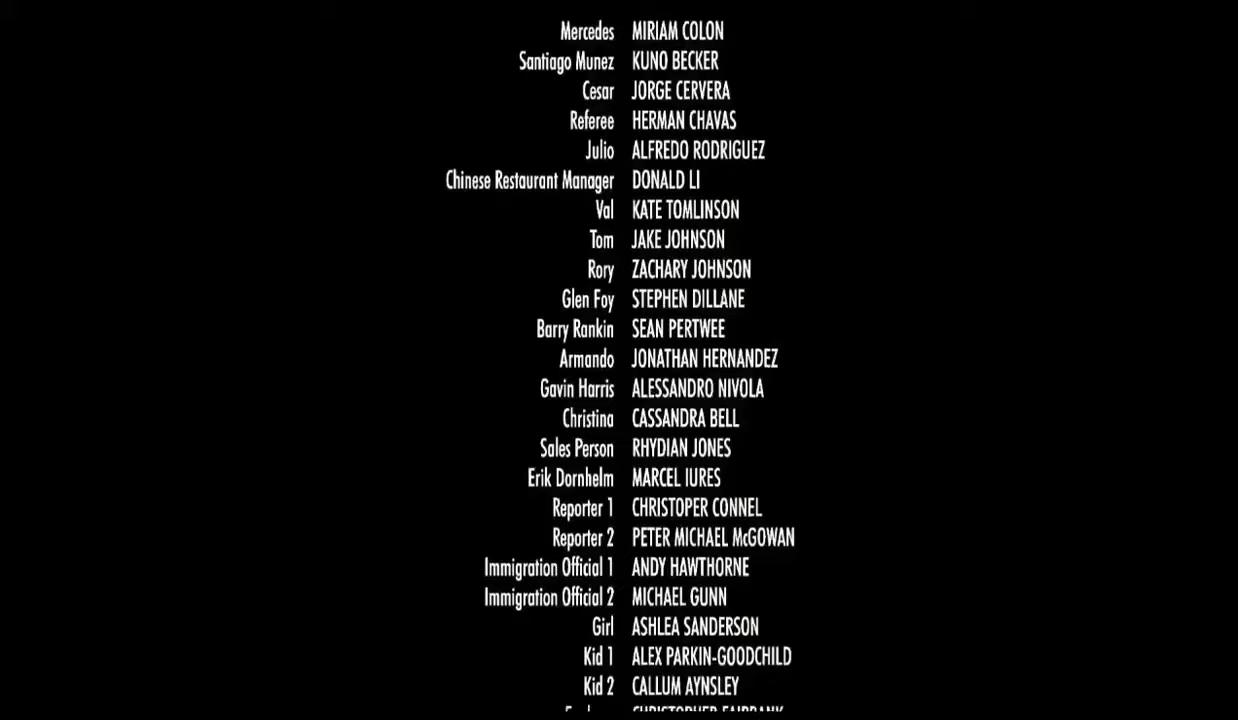 Mercedes MIRIAM COLON
Santiago Munez KUNO BECKER
Cesar JORGE CERVERA
Referee HERMAN CHAVAS
Julio ALFREDO RODRIGUEZ
Chinese Restaurant Manager DONALD LI
Val KATE TOMLINSON
Tom JAKE JOHNSON
Rory ZACHARY JOHNSON
Glen Foy STEPHEN DILLANE
Barry Rankin SEAN PERTWEE
Armando JONATHAN HERNANDEZ
Gavin Harris ALESSANDRO NIVOLA
Christina CASSANDRA BELL
Sales Person RHYDIAN JONES
Erik Dornhelm MARCEL IURES
Reporter 1 CHRISTOPER CONNEL
Reporter 2 PETER MICHAEL McGOWAN
Immigration Official 1 ANDY HAWTHORNE
Immigration Official 2 MICHAEL GUNN
Girl ASHLEA SANDERSON
Kid 1 ALEX PARKIN-GOODCHILD
Kid 2 CALLUM AYNSLEY